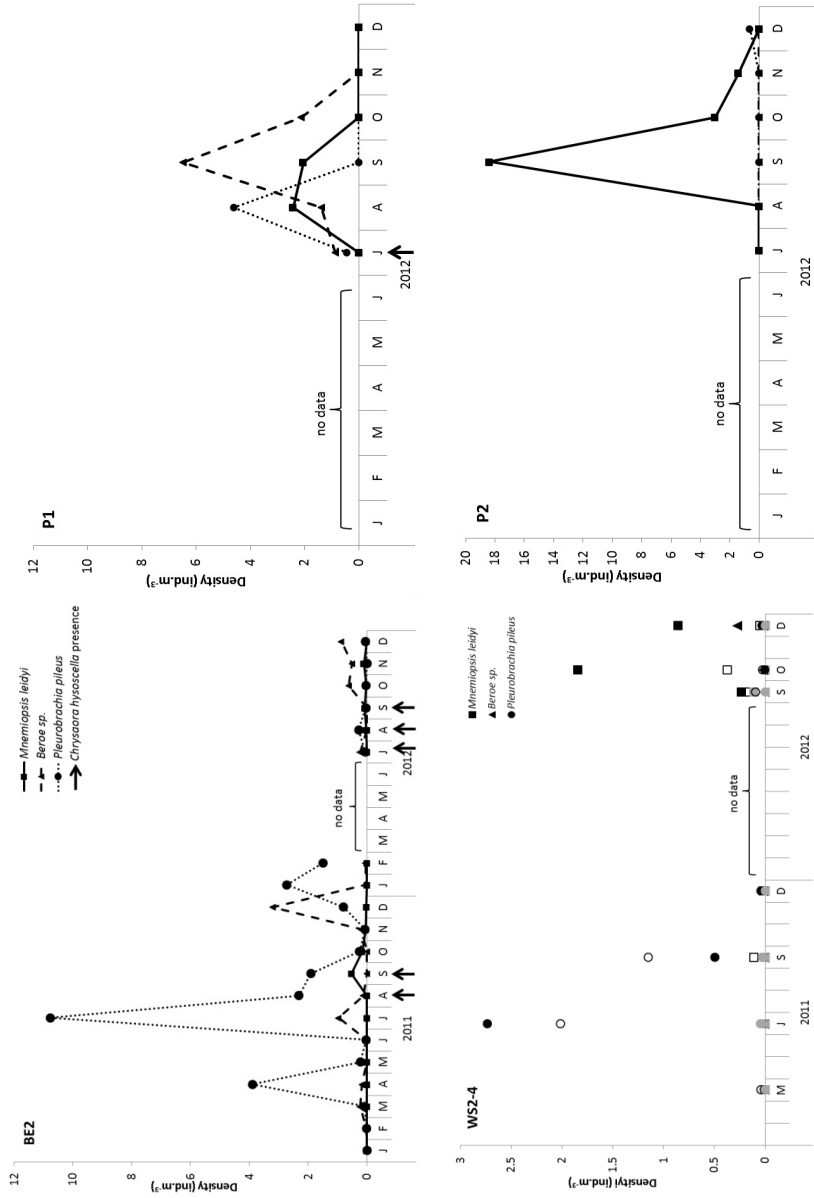 BE2
Mnemiopsis leidyi
Beroe sp.
Pleurobrachia pileus
Chrysaora hysoscella presence
Density (ind.m⁻³)
12
10
8
6
4
2
0
no data
J F M A M J J A S O N D J F M A M J J A S O N D
2011 2012
P1
Density (ind.m⁻³)
12
10
8
6
4
2
0
no data
J F M A M J J A S O N D
2012
WS2-4
Mnemiopsis leidyi
Beroe sp.
Pleurobrachia pileus
Densityi (ind.m⁻³)
3
2.5
2
1.5
1
0.5
0
no data
M J S D S O D
2011 2012
P2
Density (ind.m⁻³)
20
18
16
14
12
10
8
6
4
2
0
no data
J F M A M J J A S O N D
2012